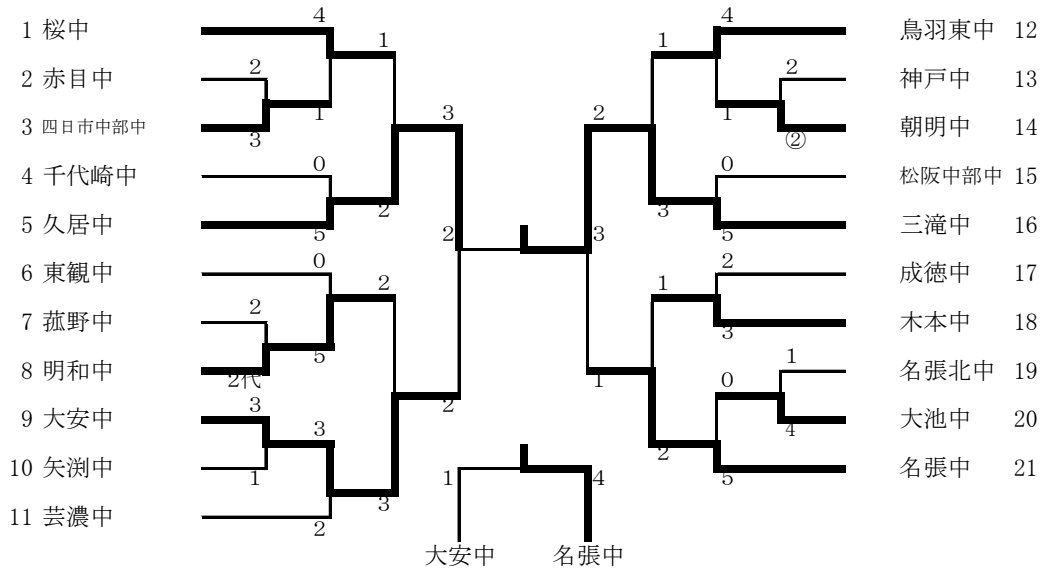 1 桜中
2 赤目中
3 四日市中部中
4 千代崎中
5 久居中
6 東観中
7 菰野中
8 明和中
9 大安中
10 矢渕中
11 芸濃中
4
2
3
1
1
0
5
2
3
0
2
2代
5
2
3
1
3
2
3
2
2
1
4
大安中 名張中
2
3
1
1
3
1
2
4
1
2
②
0
5
2
3
0
1
4
5
鳥羽東中 12
神戸中 13
朝明中 14
松阪中部中 15
三滝中 16
成徳中 17
木本中 18
名張北中 19
大池中 20
名張中 21